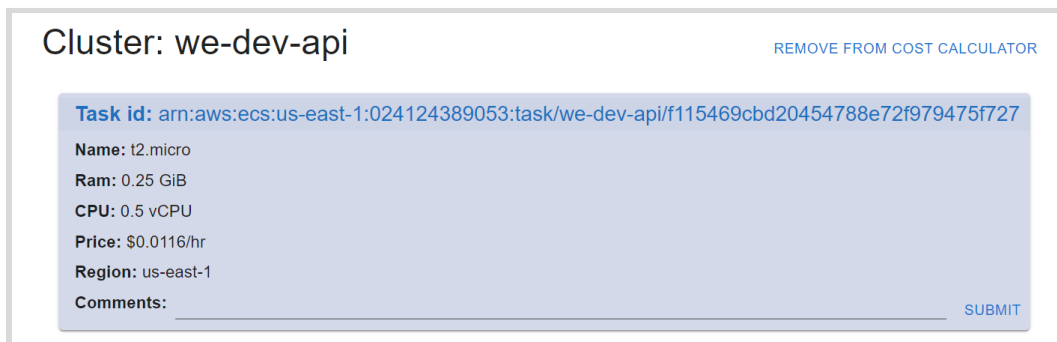 Cluster: we-dev-api
REMOVE FROM COST CALCULATOR
Task id: arn:aws:ecs:us-east-1:024124389053:task/we-dev-api/f115469cbd20454788e72f979475f727
Name: t2.micro
Ram: 0.25 GiB
CPU: 0.5 vCPU
Price: $0.0116/hr
Region: us-east-1
Comments:
SUBMIT